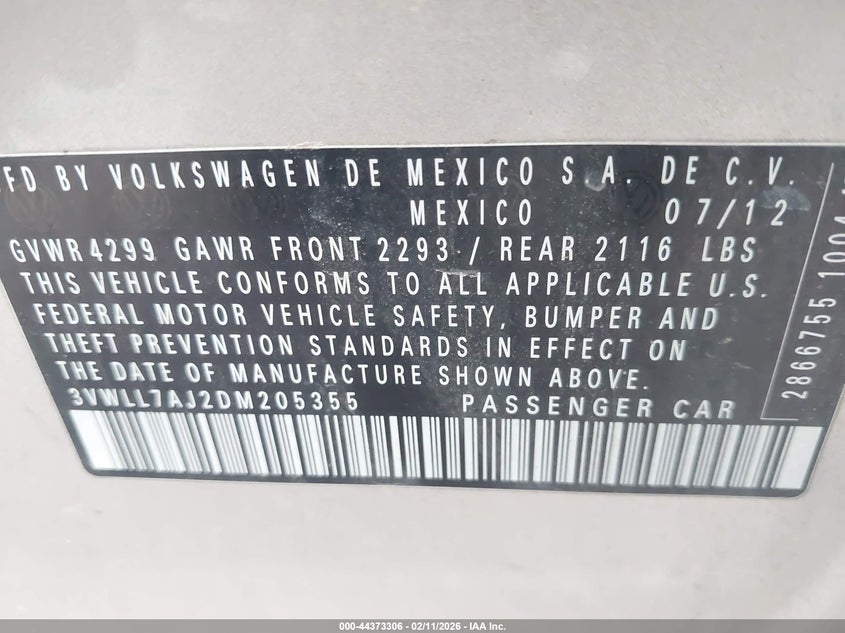 MFD BY VOLKSWAGEN DE MEXICO S.A. DE C.V.
MEXICO 07/12
GVWR 4299 GAWR FRONT 2293 / REAR 2116 LBS
THIS VEHICLE CONFORMS TO ALL APPLICABLE U.S.
FEDERAL MOTOR VEHICLE SAFETY, BUMPER AND
THEFT PREVENTION STANDARDS IN EFFECT ON
THE DATE OF MANUFACTURE SHOWN ABOVE.
3VWLL7AJ2DM205355 PASSENGER CAR
2866755 1004
000-44373306 - 02/11/2026 - IAA Inc.